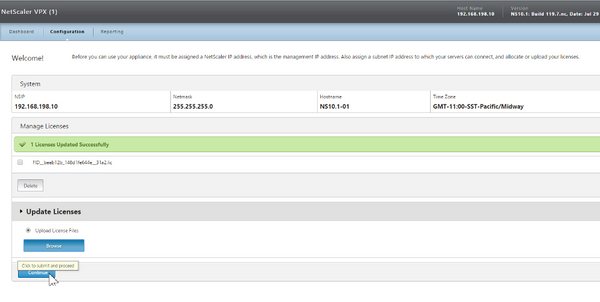 NetScaler VPX (1)
Host Name
192.168.198.10
Version
NS10.1: Build 119.7.nc, Date: Jul 29
Dashboard
Configuration
Reporting
Welcome!
Before you can use your appliance, it must be assigned a NetScaler IP address, which is the management IP address. Also assign a subnet IP address to which your servers can connect, and allocate or upload your licenses.
System
NSIP
192.168.198.10
Netmask
255.255.255.0
Hostname
NS10.1-01
Time Zone
GMT-11:00-SST-Pacific/Midway
Manage Licenses
1 Licenses Updated Successfully
Delete
Update Licenses
Upload License Files
Browse
Click to submit and proceed
Continue